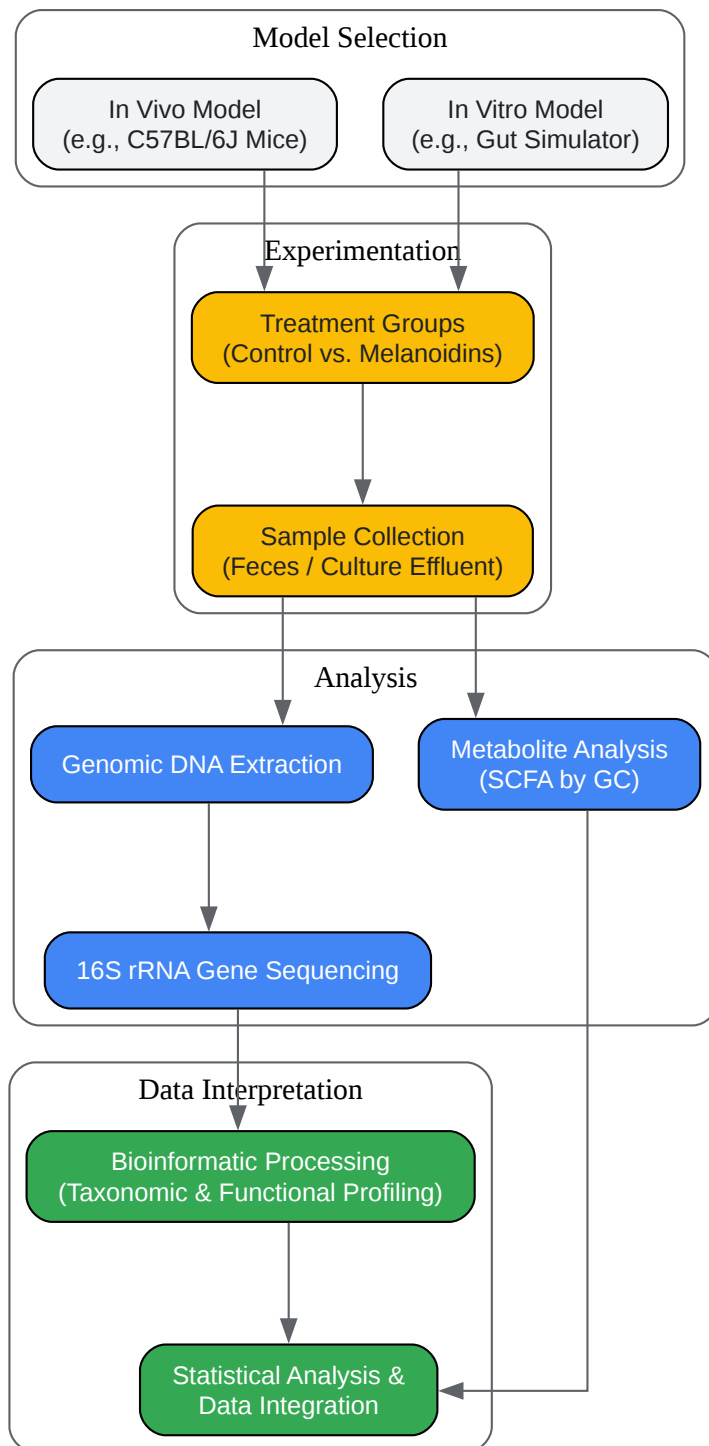 Model Selection
In Vivo Model
(e.g., C57BL/6J Mice)
In Vitro Model
(e.g., Gut Simulator)
Experimentation
Treatment Groups
(Control vs. Melanoidins)
Sample Collection
(Feces / Culture Effluent)
Analysis
Genomic DNA Extraction
Metabolite Analysis
(SCFA by GC)
16S rRNA Gene Sequencing
Data Interpretation
Bioinformatic Processing
(Taxonomic & Functional Profiling)
Statistical Analysis &
Data Integration